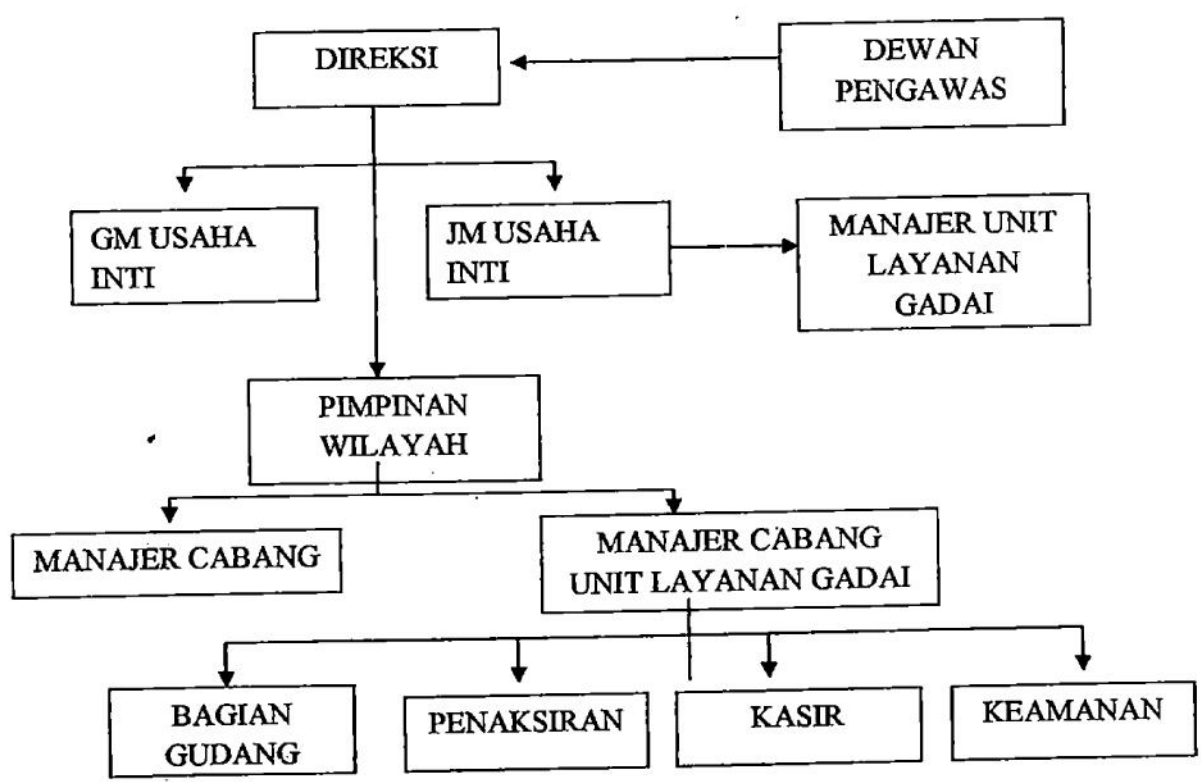 DIREKSI
DEWAN
PENGAWAS
GM USAHA
INTI
JM USAHA
INTI
MANAJER UNIT
LAYANAN
GADAI
PIMPINAN
WILAYAH
MANAJER CABANG
MANAJER CABANG
UNIT LAYANAN GADAI
BAGIAN
GUDANG
PENAKSIRAN
KASIR
KEAMANAN